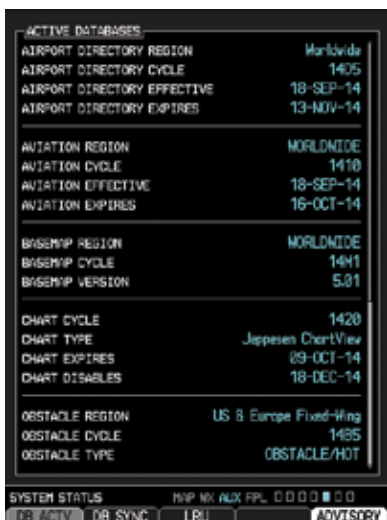 ACTIVE DATABASES
AIRPORT DIRECTORY REGION Worldwide
AIRPORT DIRECTORY CYCLE 14D5
AIRPORT DIRECTORY EFFECTIVE 18-SEP-14
AIRPORT DIRECTORY EXPIRES 13-NOV-14
AVIATION REGION WORLDWIDE
AVIATION CYCLE 1410
AVIATION EFFECTIVE 18-SEP-14
AVIATION EXPIRES 16-OCT-14
BASEMAP REGION WORLDWIDE
BASEMAP CYCLE 14M1
BASEMAP VERSION 5.01
CHART CYCLE 1420
CHART TYPE Jeppesen ChartView
CHART EXPIRES 09-OCT-14
CHART DISABLES 18-DEC-14
OBSTACLE REGION US & Europe Fixed-Wing
OBSTACLE CYCLE 14B5
OBSTACLE TYPE OBSTACLE/HOT
SYSTEM STATUS MAP WX AUX FPL
DB ACTV DB SYNC LRU ADVISORY